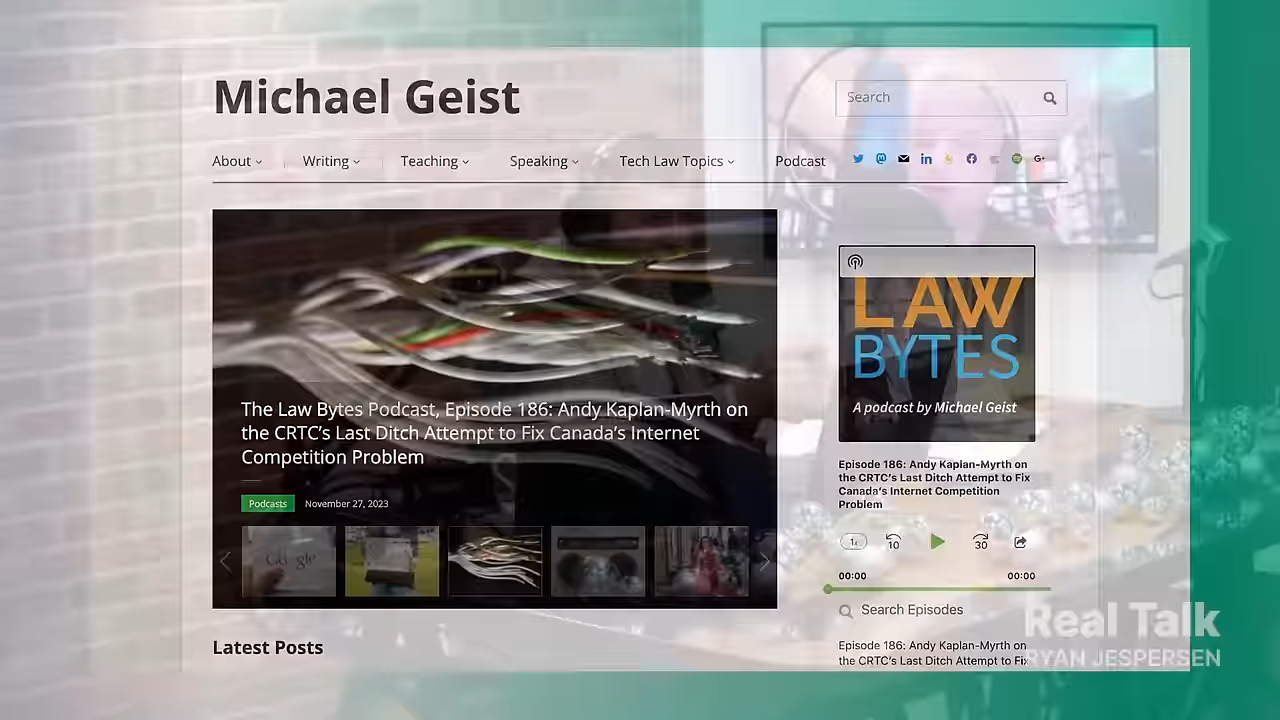 Michael Geist
Search
About
Writing
Teaching
Speaking
Tech Law Topics
Podcast
G+
LAW
BYTES
A podcast by Michael Geist
The Law Bytes Podcast, Episode 186: Andy Kaplan-Myrth on
the CRTC's Last Ditch Attempt to Fix Canada's Internet
Competition Problem
Podcasts
November 27, 2023
Google
Episode 186: Andy Kaplan-Myrth on
the CRTC's Last Ditch Attempt to Fix
Canada's Internet Competition
Problem
1x
10
30
00:00
00:00
Search Episodes
Latest Posts
Episode 186: Andy Kaplan-Myrth on
the CRTC's Last Ditch Attempt to Fix
Real Talk
RYAN JESPERSEN